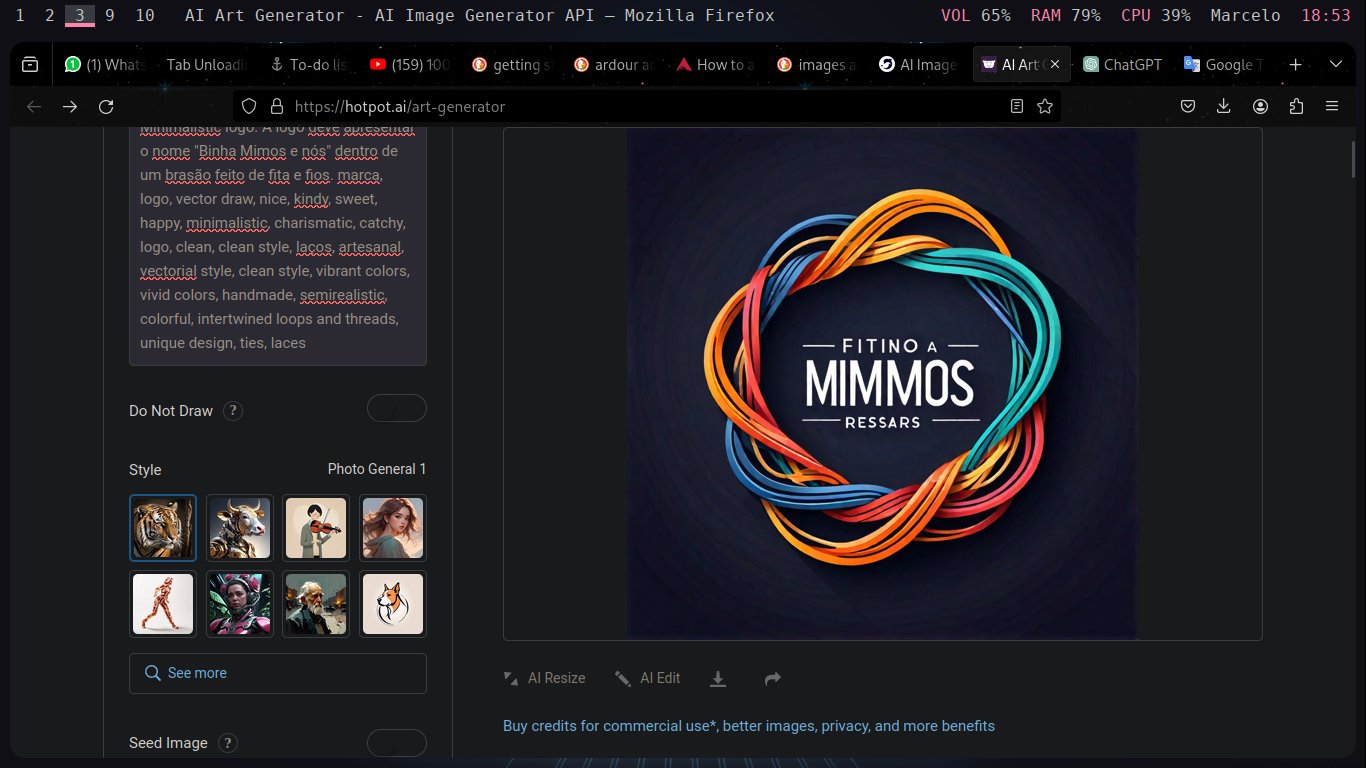 1 2 3 9 10 AI Art Generator - AI Image Generator API — Mozilla Firefox VOL 65% RAM 79% CPU 39% Marcelo 18:53
(1) Whats Tab Unloadi To-do lis (159) 100 getting s ardour ac How to a images a AI Image AI Art G ChatGPT Google T
https://hotpot.ai/art-generator
Minimalistic logo. A logo deve apresentar
o nome "Binha Mimos e nós" dentro de
um brasão feito de fita e fios. marca,
logo, vector draw, nice, kindy, sweet,
happy, minimalistic, charismatic, catchy,
logo, clean, clean style, laços, artesanal,
vectorial style, clean style, vibrant colors,
vivid colors, handmade, semirealistic,
colorful, intertwined loops and threads,
unique design, ties, laces
Do Not Draw ?
Style Photo General 1
See more
Seed Image ?
FITINO A
MIMMOS
RESSARS
AI Resize AI Edit
Buy credits for commercial use*, better images, privacy, and more benefits